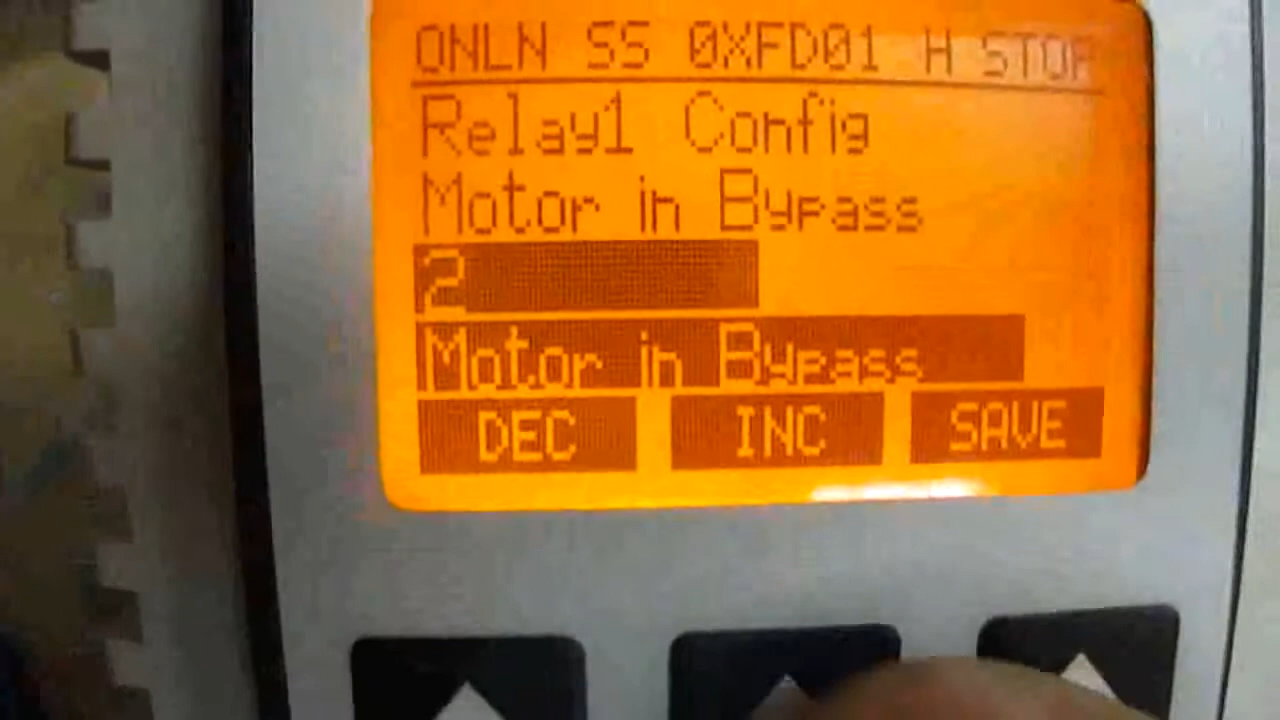 ONLN SS 0XFD01 H STOP
Relay1 Config
Motor in Bypass
2
Motor in Bypass
DEC INC SAVE